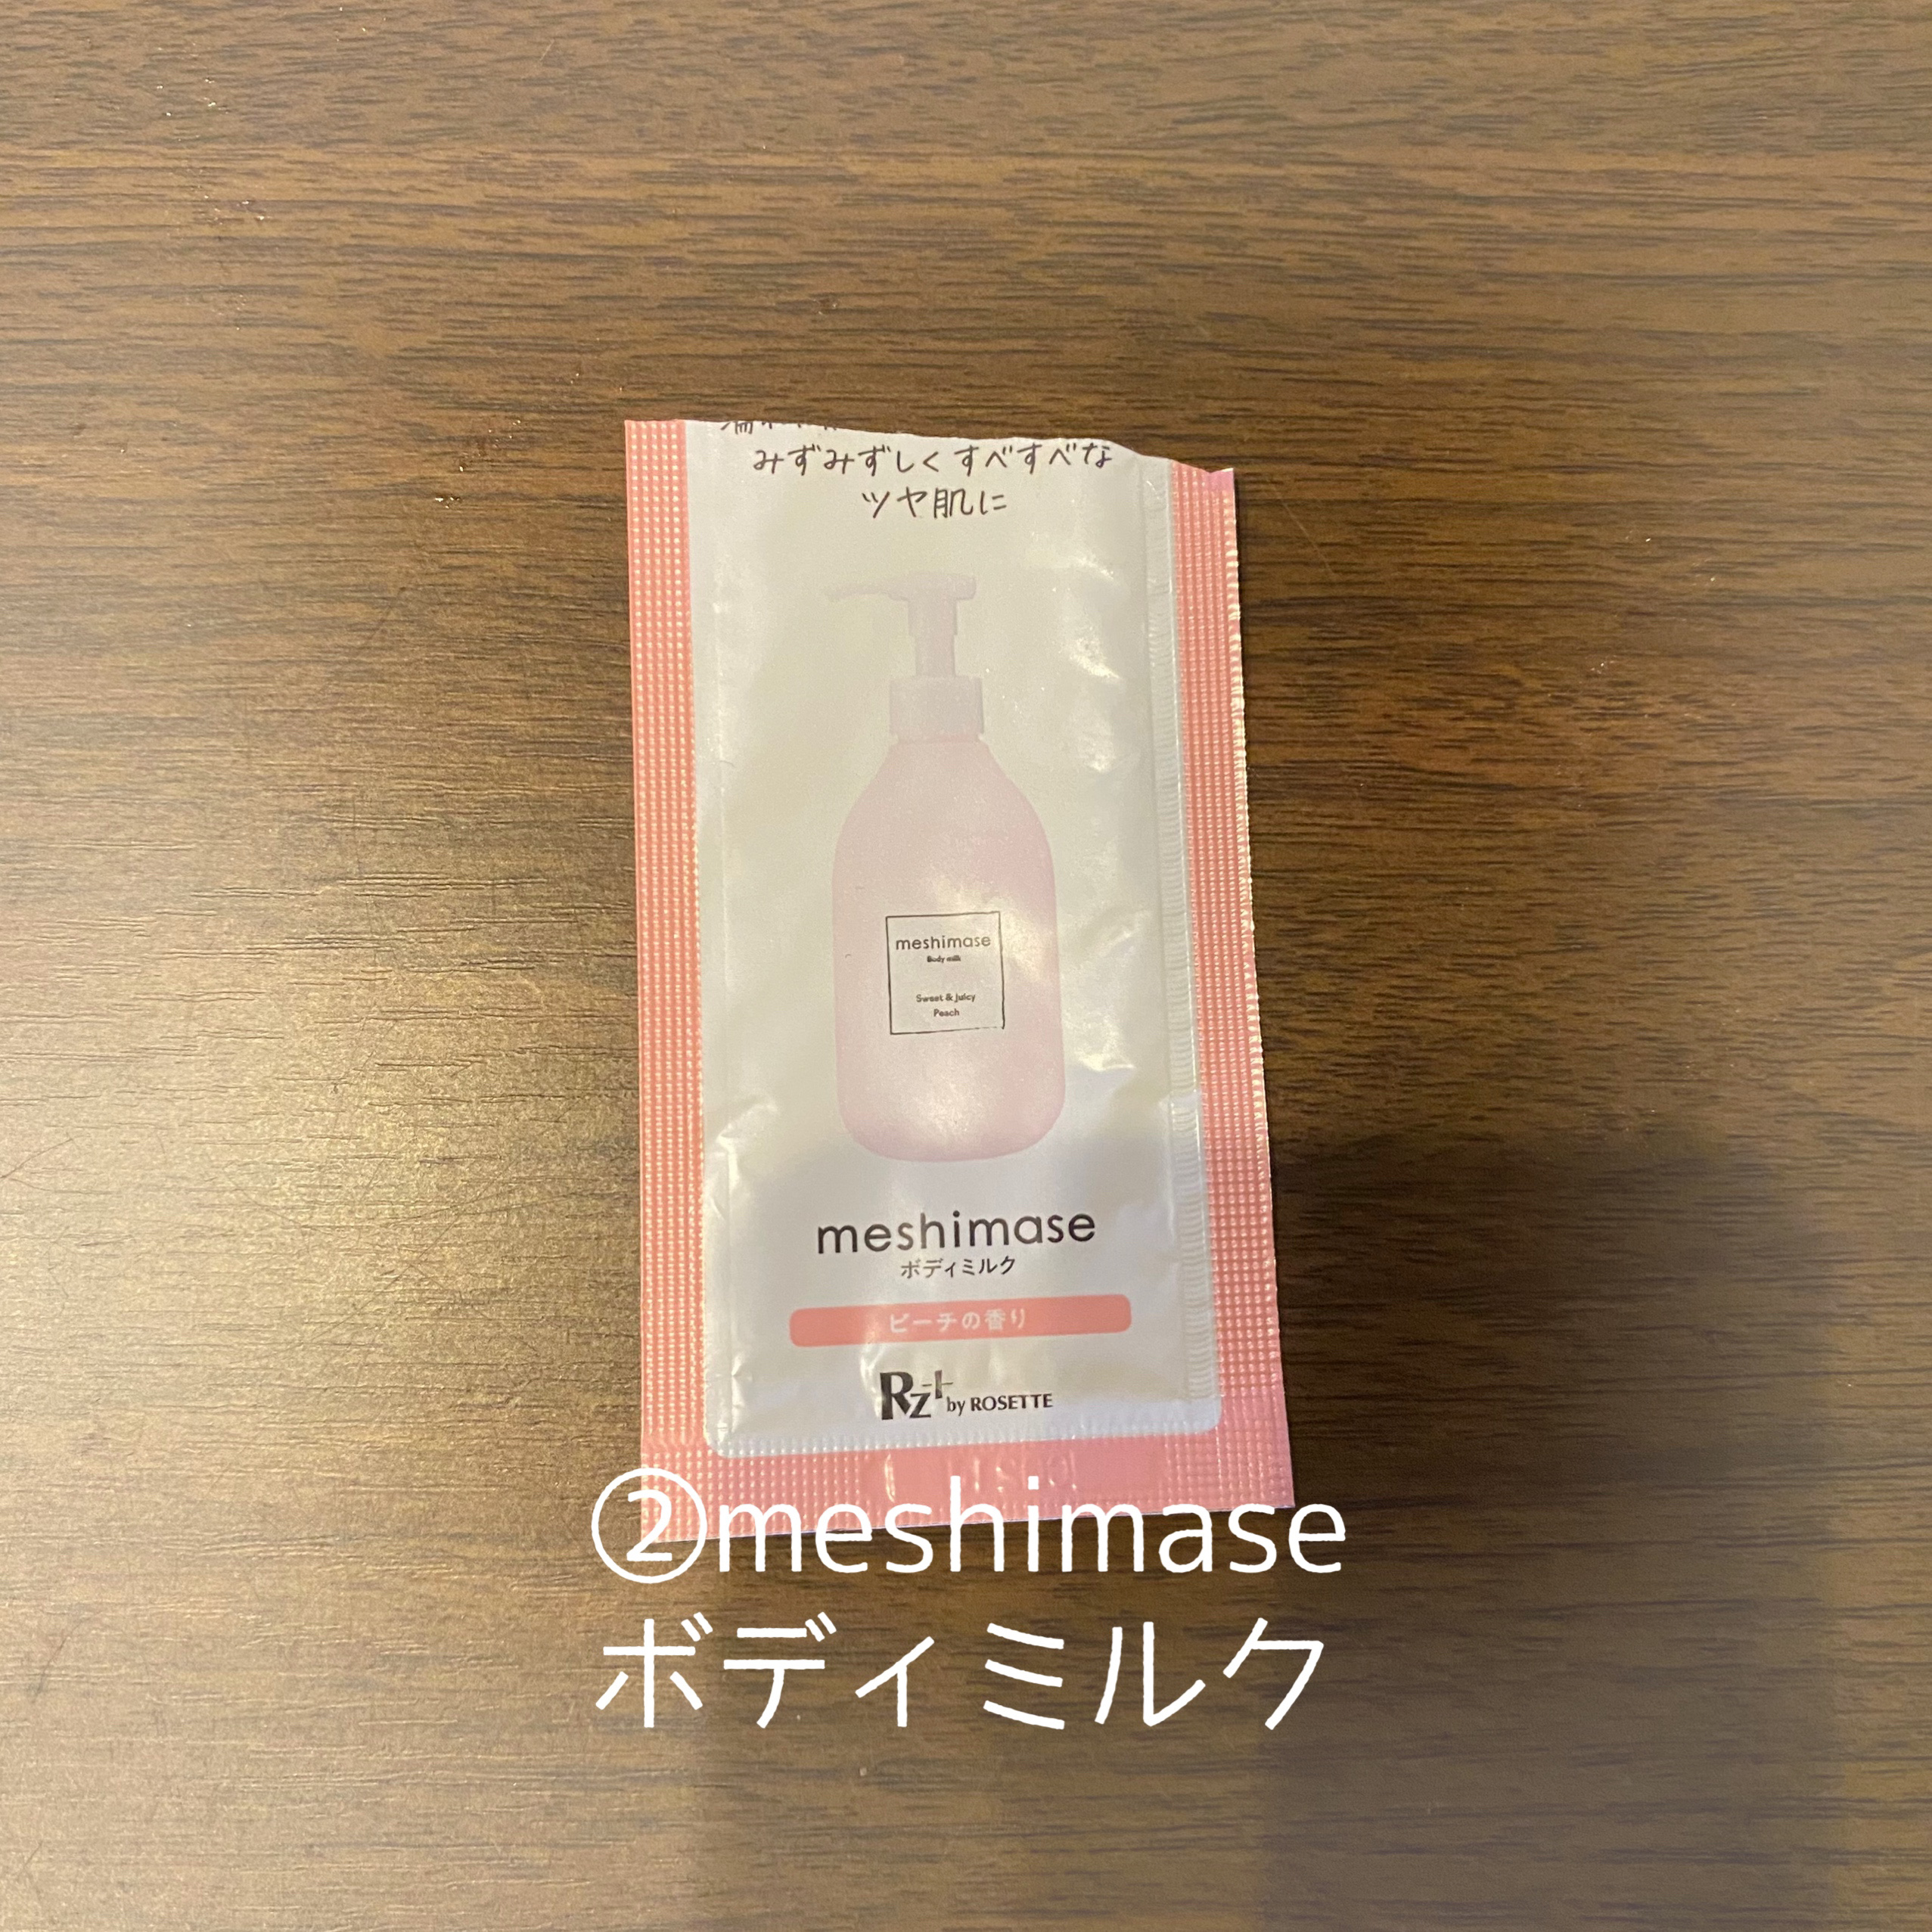 みずみずしくすべすべな
ツヤ肌に
meshimase
Body milk
Sweet & Juicy
Peach
meshimase
ボディミルク
ピーチの香り
Rz+ by ROSETTE
②meshimase
ボディミルク